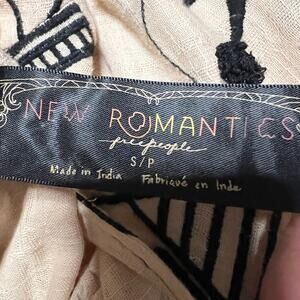 NEW ROMANTICS
free people
S/P
Made in India Fabriqué en Inde